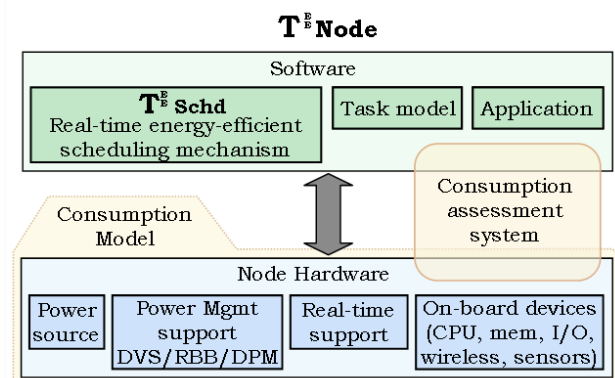 TEE Node
Software
TEE Schd
Real-time energy-efficient
scheduling mechanism
Task model
Application
Consumption
assessment
system
Consumption
Model
Node Hardware
Power
source
Power Mgmt
support
DVS/RBB/DPM
Real-time
support
On-board devices
(CPU, mem, I/O,
wireless, sensors)